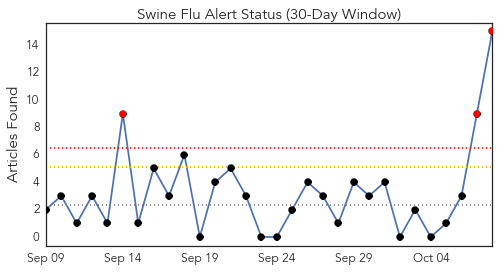 Swine Flu Alert Status (30-Day Window)
Articles Found
14
12
10
8
6
4
2
0
Sep 09 Sep 14 Sep 19 Sep 24 Sep 29 Oct 04